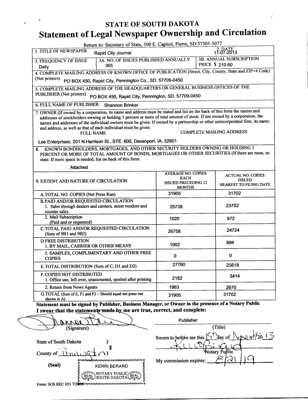 STATE OF SOUTH DAKOTA
Statement of Legal Newspaper Ownership and Circulation
Return to: Secretary of State, 500 E. Capitol, Pierre, SD 57501-5077
1. TITLE OF NEWSPAPER
Rapid City Journal
2. DATE
11-07-2013
3. FREQUENCY OF ISSUE
Daily
3A. NO. OF ISSUES PUBLISHED ANNUALLY
365
3B. ANNUAL SUBSCRIPTION
PRICE $ 210.60
4. COMPLETE MAILING ADDRESS OF KNOWN OFFICE OF PUBLICATION (Street, City, County, State and ZIP+4 Code)
(Not printers) PO BOX 450, Rapid City, Pennington Co., SD. 57709-0450
5. COMPLETE MAILING ADDRESS OF THE HEADQUARTERS OR GENERAL BUSINESS OFFICES OF THE
PUBLISHER (Not printers) PO BOX 450, Rapid City, Pennington, SD, 57709-0450
6. FULL NAME OF PUBLISHER: Shannon Brinker
7. OWNER (If owned by a corporation, its name and address must be stated and list on the back of this form the names and
addresses of stockholders owning or holding 1 percent or more of total amount of stock. If not owned by a corporation, the
names and addresses of the individual owners must be given. If owned by a partnership or other unincorporated firm, its name
and address, as well as that of each individual must be given.
FULL NAME COMPLETE MAILING ADDRESS
Lee Enterprises, 201 N.Harrison St., STE. 600, Davenport, IA. 52801
8. KNOWN BONDHOLDERS, MORTGAGES, AND OTHER SECURITY HOLDERS OWNING OR HOLDING 1
PERCENT OR MORE OF TOTAL AMOUNT OF BONDS, MORTGAGES OR OTHER SECURITIES (If there are none, so
state. If more space is needed, list on back of this form.
Attached
9. EXTENT AND NATURE OF CIRCULATION
AVERAGE NO. COPIES
EACH
ISSUED PRECEDING 12
MONTHS
ACTUAL NO. COPIES
ISSUED
NEAREST TO FILING DATE
A. TOTAL NO. COPIES (Net Press Run) 31905 31702
B. PAID AND/OR REQUESTED CIRCULATION
1. Sales through dealers and carriers, street vendors and
counter sales. 25738 23752
2. Mail Subscription
(Paid and or requested) 1020 972
C. TOTAL PAID AND/OR REQUESTED CIRCULATION
(Sum of 9B1 and 9B2) 26758 24724
D. FREE DISTRIBUTION
1. BY MAIL, CARRIER OR OTHER MEANS 1002 894
2. SAMPLES, COMPLIMENTARY AND OTHER FREE
COPIES 0 0
E. TOTAL DISTRIBUTION (Sum of C, D1 and D2) 27760 25618
F. COPIES NOT DISTRIBUTED
1. Office use, left over, unaccounted, spoiled after printing 2182 3414
2. Return from News Agents 1963 2670
G. TOTAL (Sum of E, F1 and F2 - Should equal net press run
shown in A) 31905 31702
Statement must be signed by Publisher, Business Manager, or Owner in the presence of a Notary Public
I swear that the statements made by me are true, correct, and complete:
Publisher
(Signature) (Title)
State of South Dakota )
County of Pennington )
Sworn to before me this 15th day of
Notary Public
(Seal)
KERRI BERARD
NOTARY PUBLIC
SOUTH DAKOTA
My commission expires:
Form: SOS REC 051